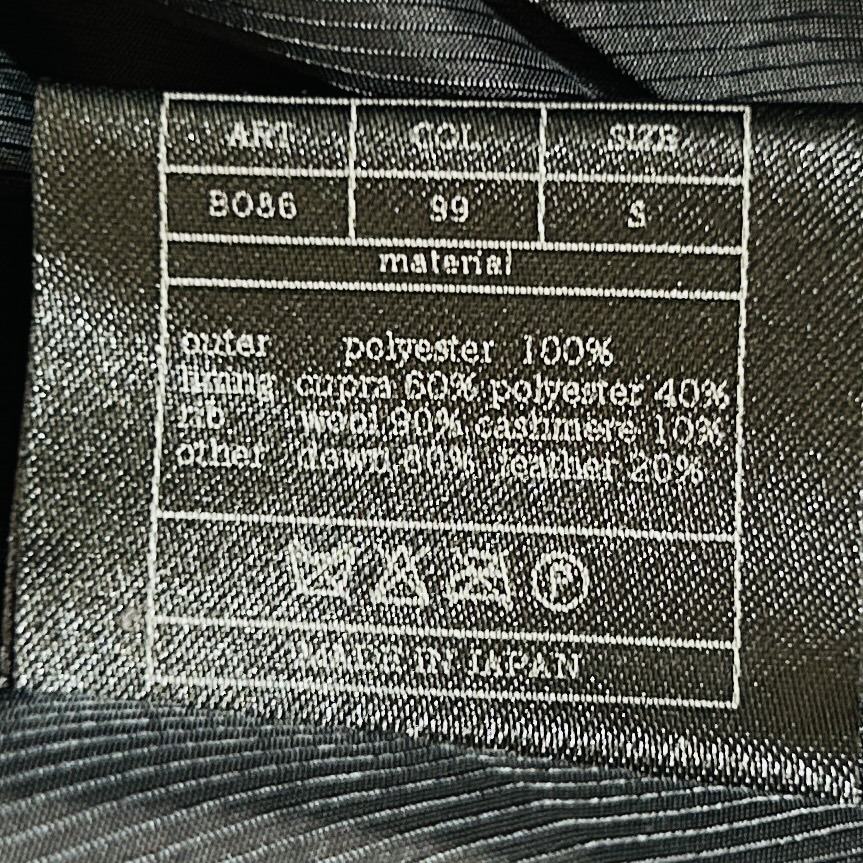 ART COL SIZE
B086 99 S
material
outer polyester 100%
lining cupra 60% polyester 40%
rib wool 90% cashmere 10%
other down 80% feather 20%
P
MADE IN JAPAN